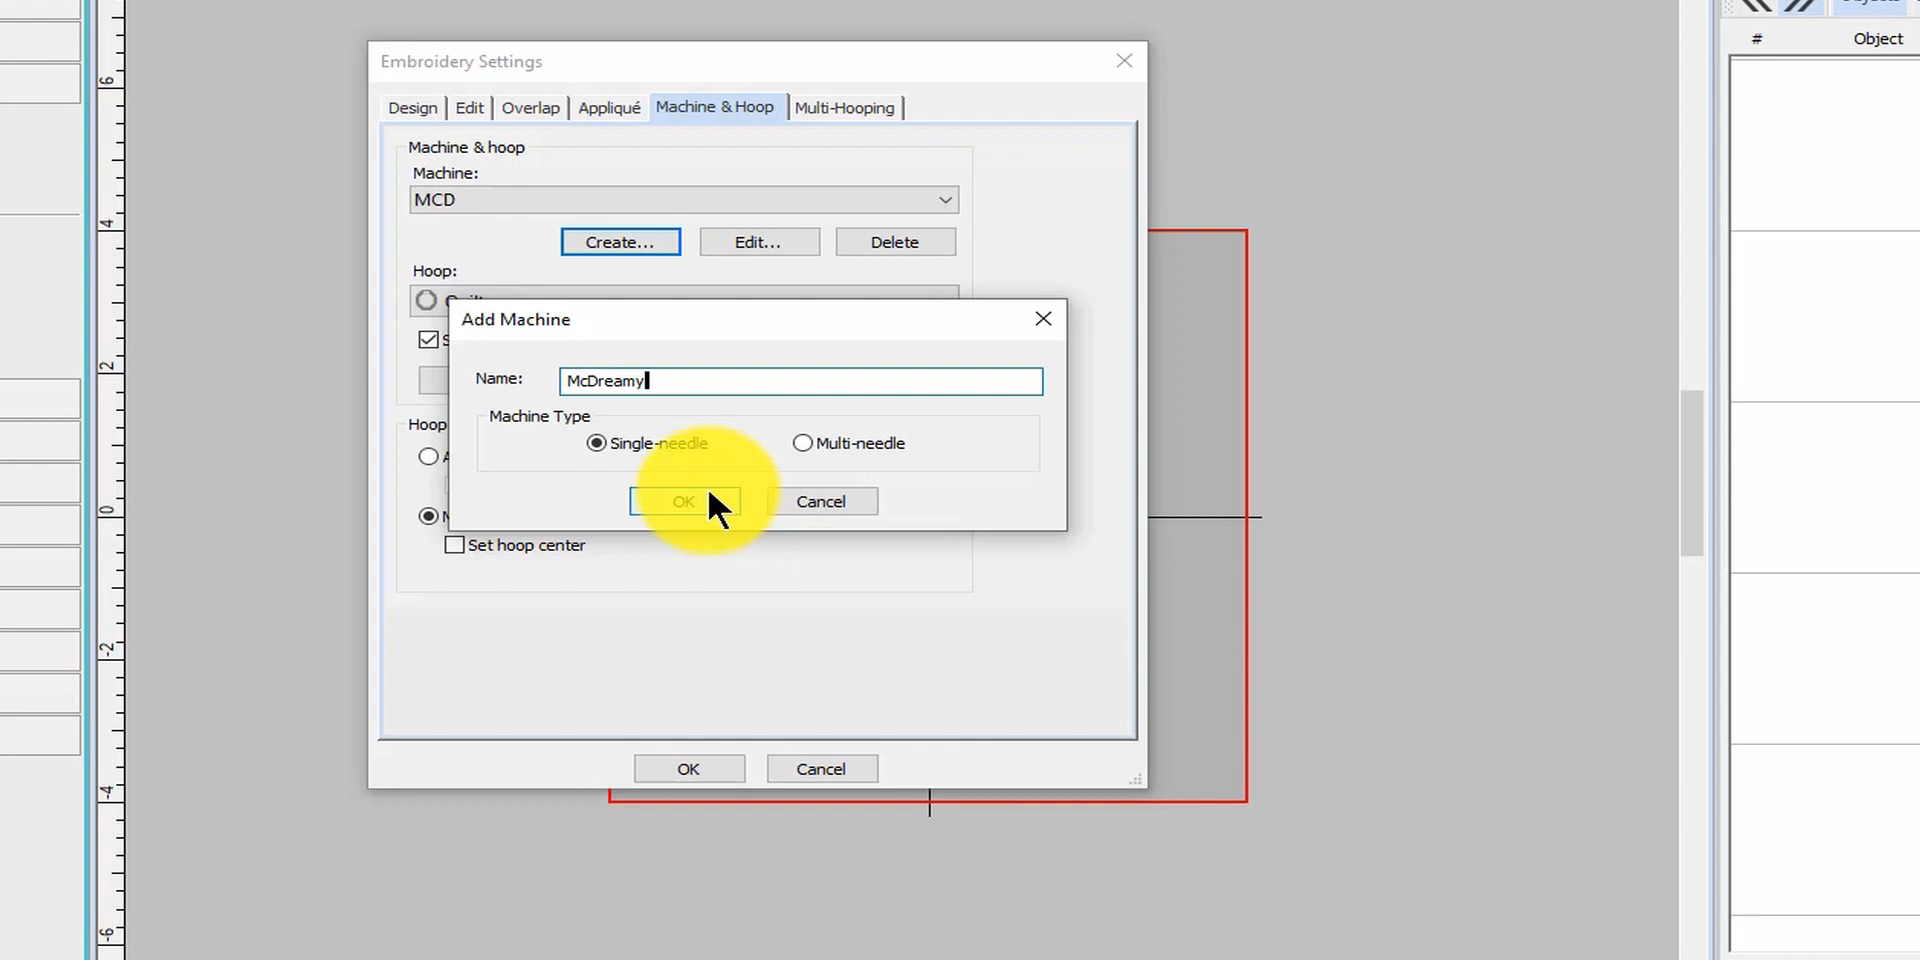 Object
#
Embroidery Settings
Design Edit Overlap Appliqué Machine & Hoop Multi-Hooping
Machine & hoop
Machine:
MCD
Create... Edit... Delete
Hoop:
Add Machine
Name: McDreamy
Machine Type
Single-needle Multi-needle
Hoop
OK Cancel
Set hoop center
OK Cancel
6
4
2
0
-2
-4
-6